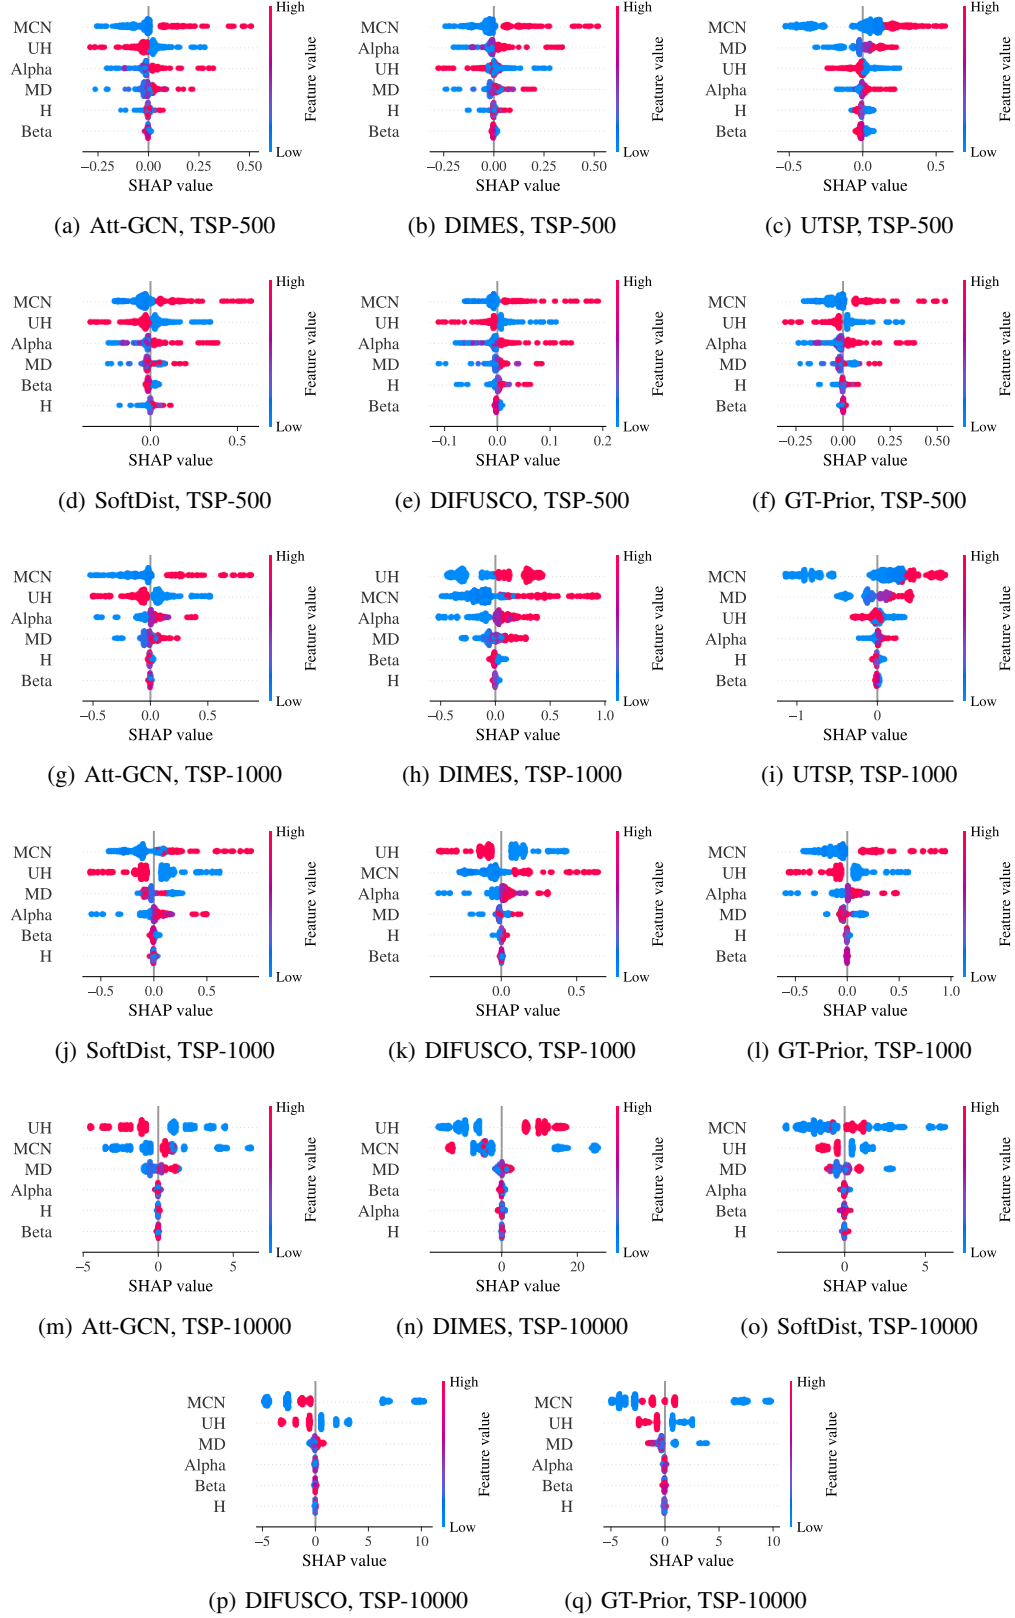 High
MCN
UH
Alpha
MD
H
Beta
Feature value
Low
−0.25 0.00 0.25 0.50
SHAP value
(a) Att-GCN, TSP-500
High
MCN
Alpha
UH
MD
H
Beta
Feature value
Low
−0.25 0.00 0.25 0.50
SHAP value
(b) DIMES, TSP-500
High
MCN
MD
UH
Alpha
H
Beta
Feature value
Low
−0.5 0.0 0.5
SHAP value
(c) UTSP, TSP-500
High
MCN
UH
Alpha
MD
Beta
H
Feature value
Low
0.0 0.5
SHAP value
(d) SoftDist, TSP-500
High
MCN
UH
Alpha
MD
H
Beta
Feature value
Low
−0.1 0.0 0.1 0.2
SHAP value
(e) DIFUSCO, TSP-500
High
MCN
UH
Alpha
MD
H
Beta
Feature value
Low
−0.25 0.00 0.25 0.50
SHAP value
(f) GT-Prior, TSP-500
High
MCN
UH
Alpha
MD
H
Beta
Feature value
Low
−0.5 0.0 0.5
SHAP value
(g) Att-GCN, TSP-1000
High
UH
MCN
Alpha
MD
Beta
H
Feature value
Low
−0.5 0.0 0.5 1.0
SHAP value
(h) DIMES, TSP-1000
High
MCN
MD
UH
Alpha
H
Beta
Feature value
Low
−1 0
SHAP value
(i) UTSP, TSP-1000
High
MCN
UH
MD
Alpha
Beta
H
Feature value
Low
−0.5 0.0 0.5
SHAP value
(j) SoftDist, TSP-1000
High
UH
MCN
Alpha
MD
H
Beta
Feature value
Low
0.0 0.5
SHAP value
(k) DIFUSCO, TSP-1000
High
MCN
UH
Alpha
MD
H
Beta
Feature value
Low
−0.5 0.0 0.5 1.0
SHAP value
(l) GT-Prior, TSP-1000
High
UH
MCN
MD
Alpha
H
Beta
Feature value
Low
−5 0 5
SHAP value
(m) Att-GCN, TSP-10000
High
UH
MCN
MD
Beta
Alpha
H
Feature value
Low
0 20
SHAP value
(n) DIMES, TSP-10000
High
MCN
UH
MD
Alpha
Beta
H
Feature value
Low
0 5
SHAP value
(o) SoftDist, TSP-10000
High
MCN
UH
MD
Alpha
Beta
H
Feature value
Low
−5 0 5 10
SHAP value
(p) DIFUSCO, TSP-10000
High
MCN
UH
MD
Alpha
Beta
H
Feature value
Low
−5 0 5 10
SHAP value
(q) GT-Prior, TSP-10000